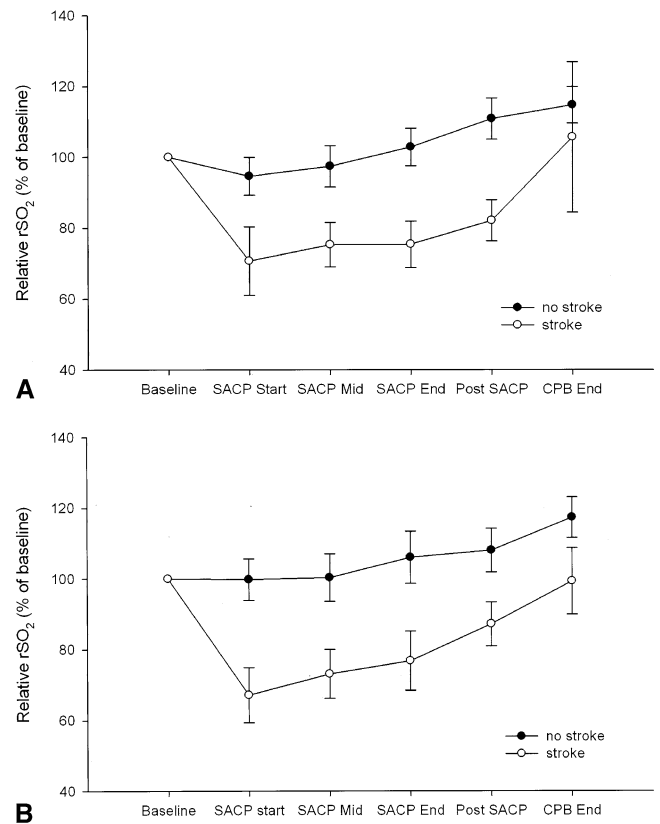 140
120
100
80
60
40
Relative rSO2 (% of baseline)
no stroke
stroke
A
Baseline SACP Start SACP Mid SACP End Post SACP CPB End
140
120
100
80
60
40
Relative rSO2 (% of baseline)
no stroke
stroke
B
Baseline SACP start SACP Mid SACP End Post SACP CPB End